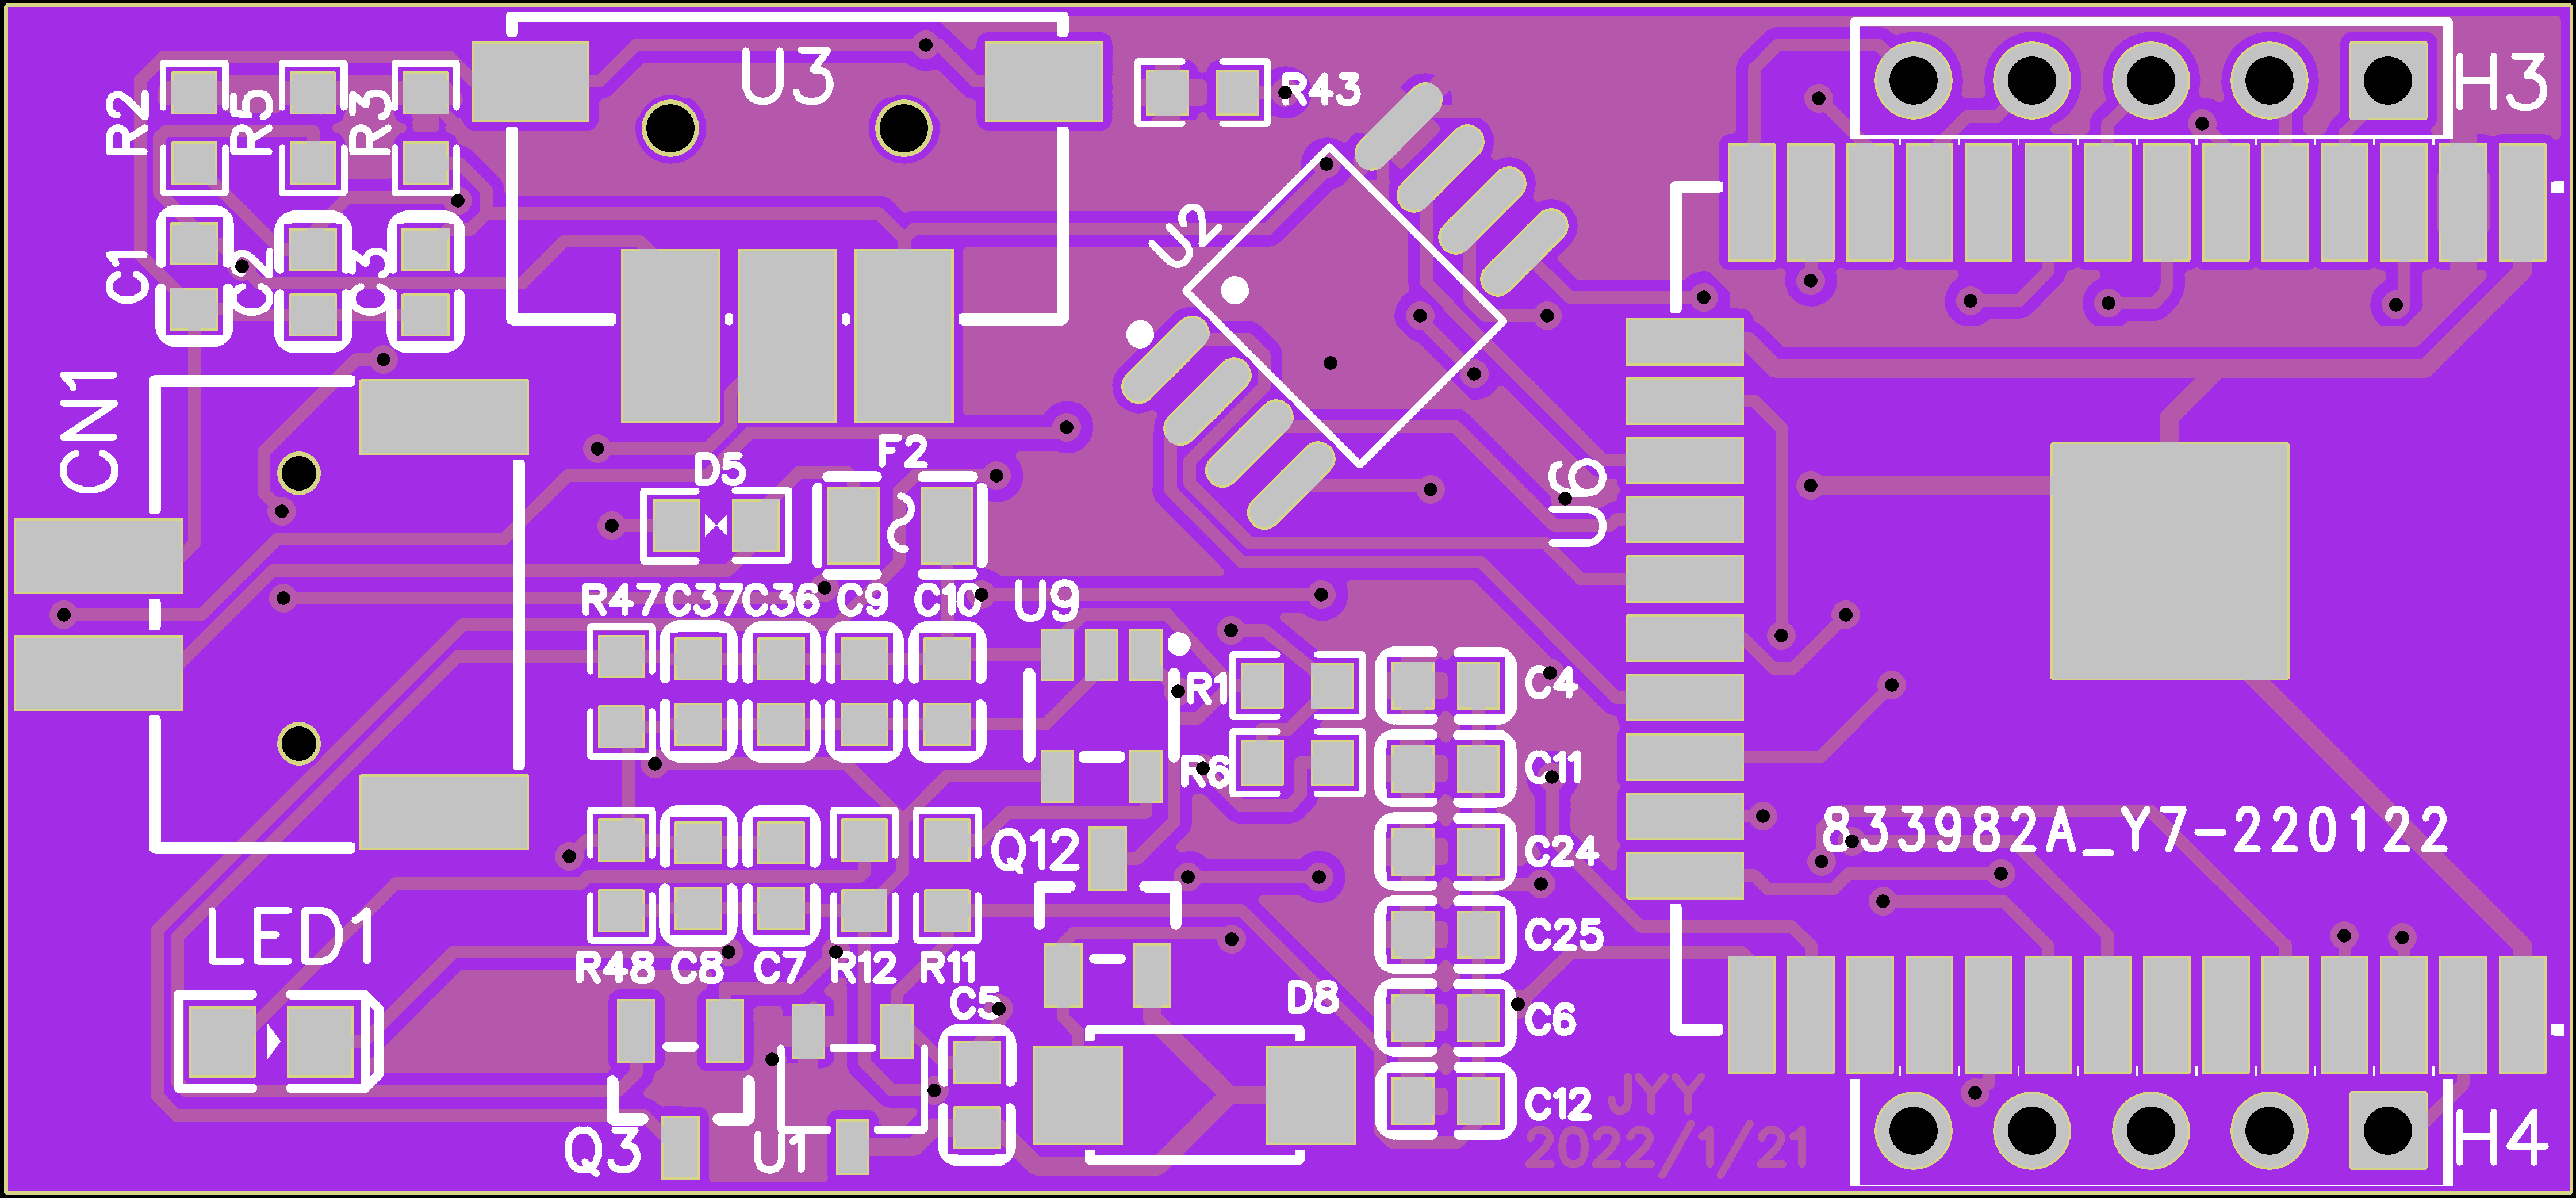 U3
H3
R43
R2
R5
R3
U2
C1
C2
C3
CN1
F2
D5
U6
R47
C37
C36
C9
C10
U9
R1
C4
R6
C11
833982A_Y7-220122
Q12
C24
LED1
C25
R48
C8
C7
R12
R11
C5
D8
C6
JYY
C12
2022/1/21
Q3
U1
H4